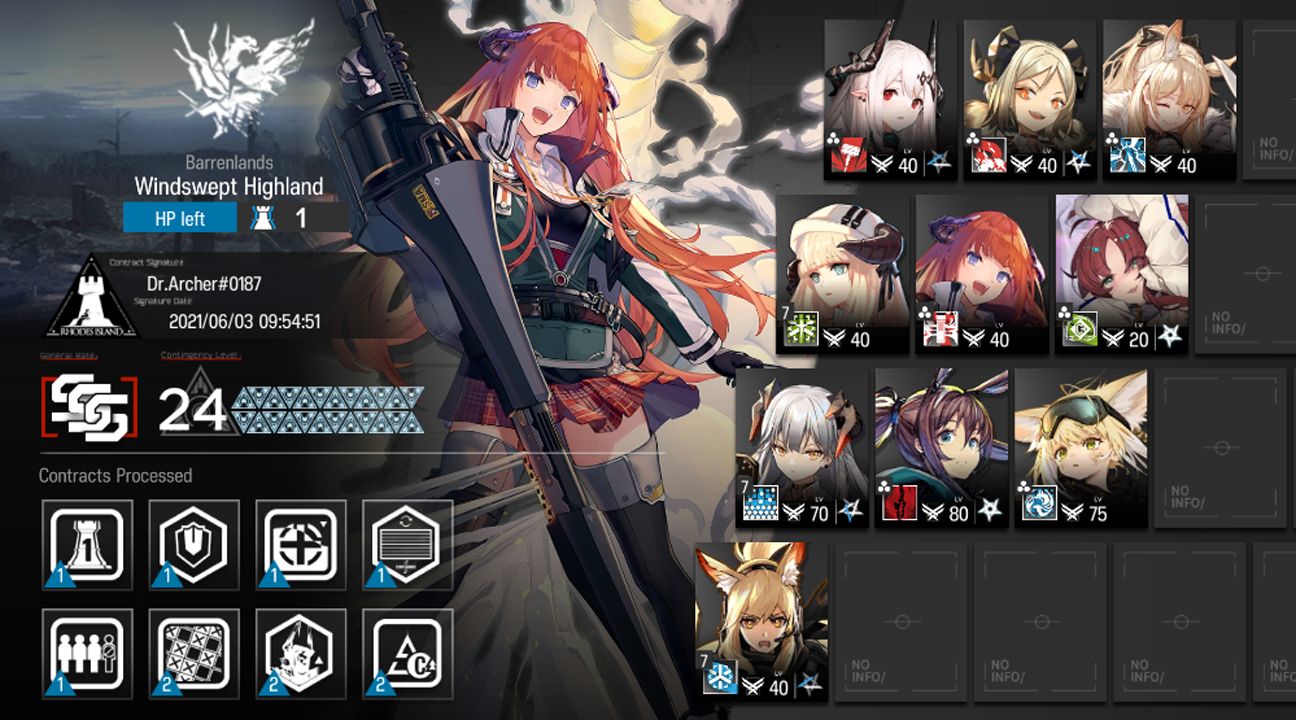 Barrenlands
Windswept Highland
HP left 1
Contract Signature
Dr.Archer#0187
Signature Date
2021/06/03 09:54:51
RHODES ISLAND
General Rate.
Contingency Level.
24
Contracts Processed
1
1
1
1
1
1
2
2
2
LV
40
LV
40
LV
40
NO
INFO/
7
LV
40
LV
40
LV
20
NO
INFO/
7
LV
70
LV
80
LV
75
NO
INFO/
7
LV
40
NO
INFO/
NO
INFO/
NO
INFO/
NO
INFO/